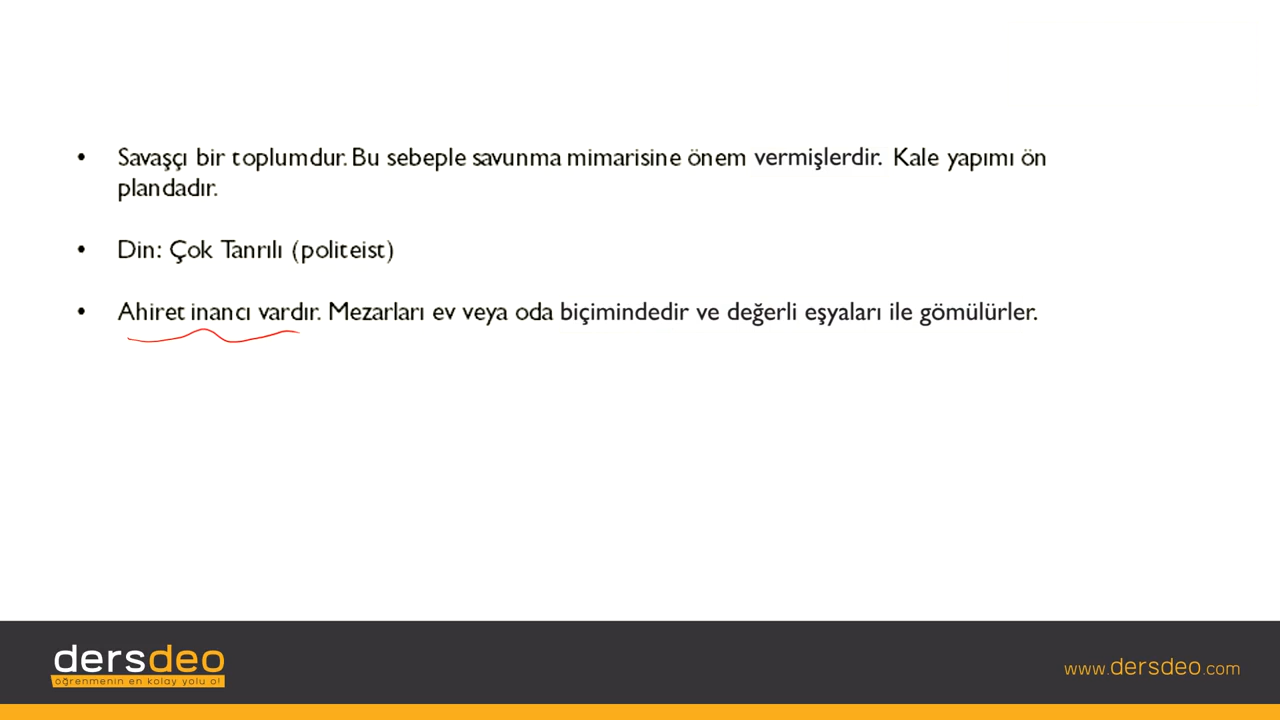 • Savaşçı bir toplumdur. Bu sebeple savunma mimarisine önem vermişlerdir. Kale yapımı ön
plandadır.
• Din: Çok Tanrılı (politeist)
• Ahiret inancı vardır. Mezarları ev veya oda biçimindedir ve değerli eşyaları ile gömülürler.
dersdeo
öğrenmenin en kolay yolu o!
www.dersdeo.com